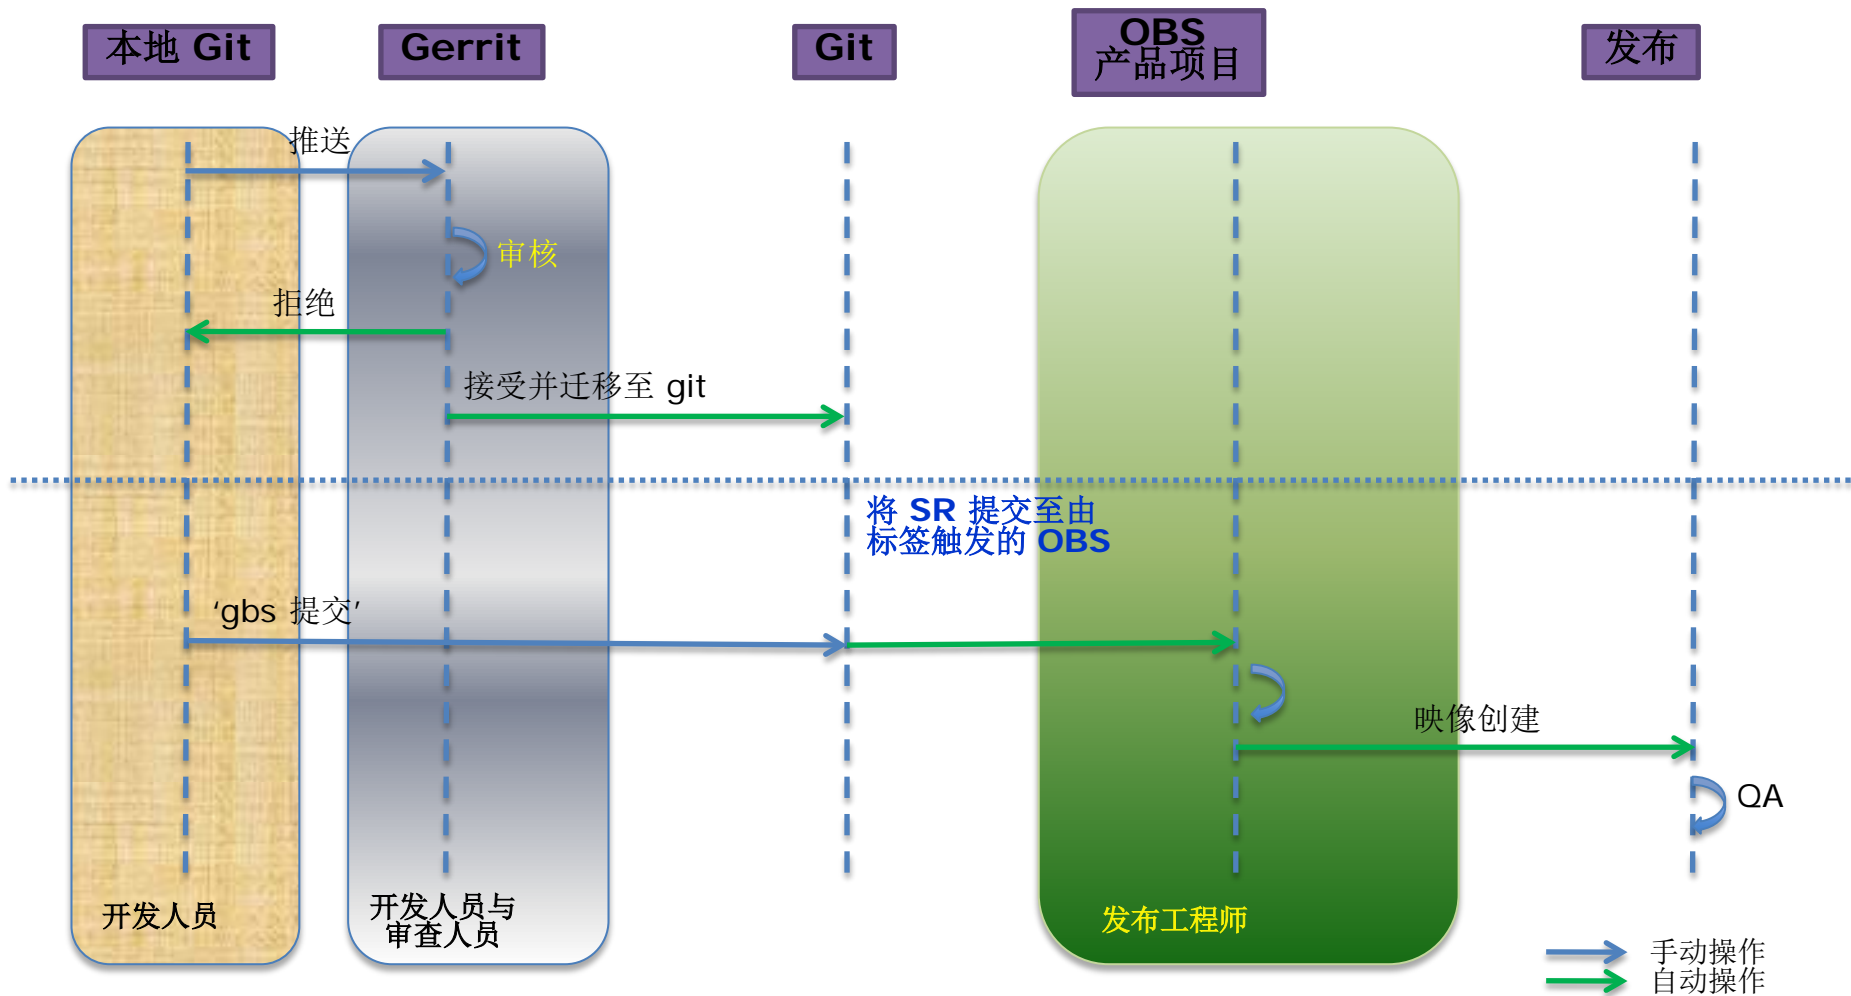 本地 Git
Gerrit
Git
OBS
产品项目
发布
推送
审核
拒绝
接受并迁移至 git
将 SR 提交至由
标签触发的 OBS
‘gbs 提交’
映像创建
QA
开发人员
开发人员与
审查人员
发布工程师
手动操作
自动操作